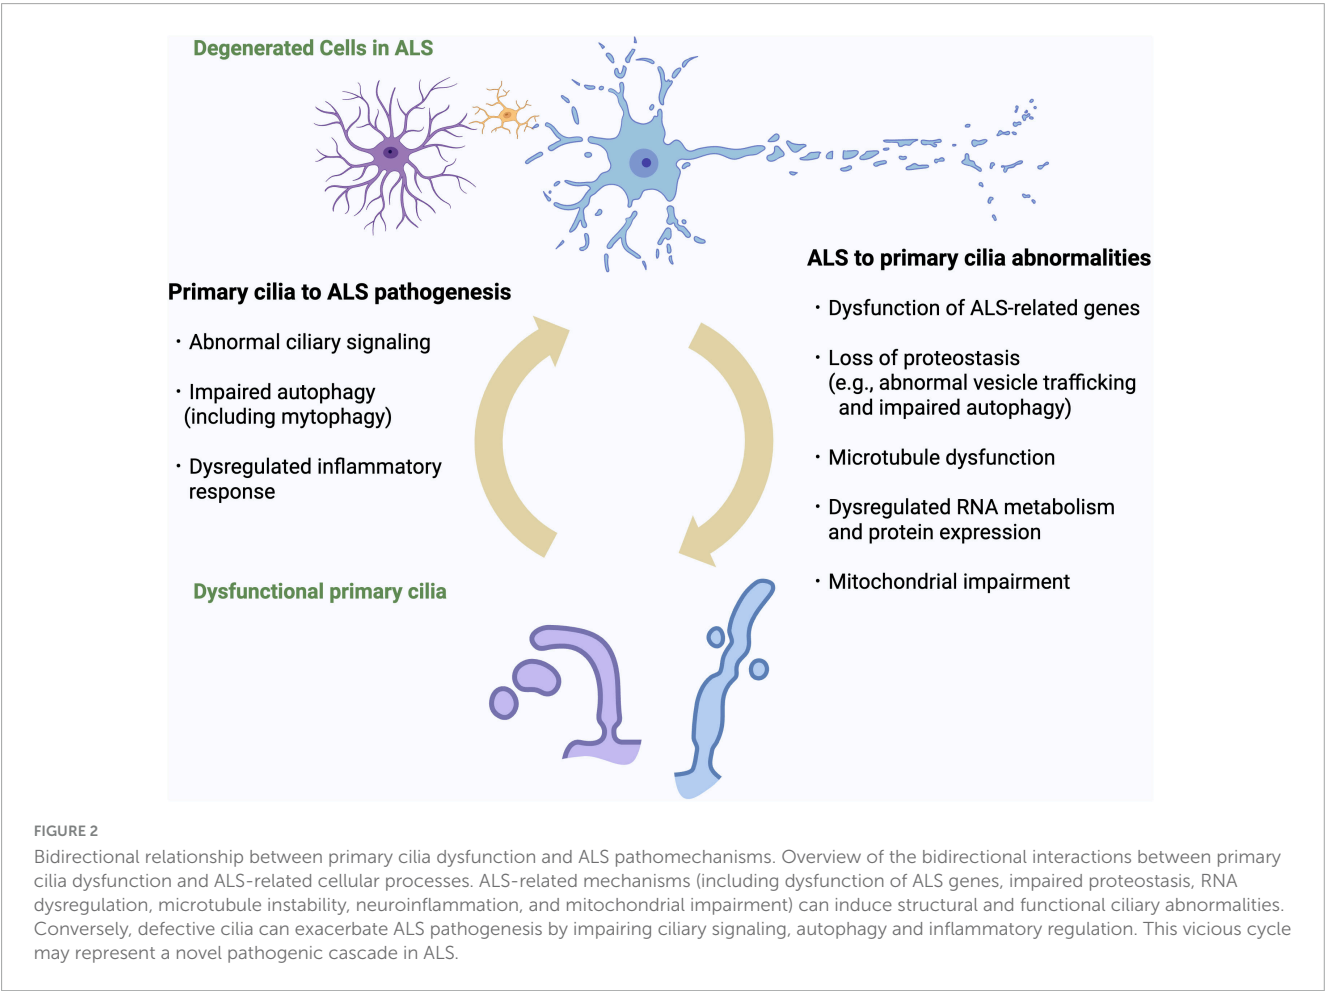 Degenerated Cells in ALS
Primary cilia to ALS pathogenesis
· Abnormal ciliary signaling
· Impaired autophagy
(including mytophagy)
· Dysregulated inflammatory
response
ALS to primary cilia abnormalities
· Dysfunction of ALS-related genes
· Loss of proteostasis
(e.g., abnormal vesicle trafficking
and impaired autophagy)
· Microtubule dysfunction
· Dysregulated RNA metabolism
and protein expression
· Mitochondrial impairment
Dysfunctional primary cilia
FIGURE 2
Bidirectional relationship between primary cilia dysfunction and ALS pathomechanisms. Overview of the bidirectional interactions between primary
cilia dysfunction and ALS-related cellular processes. ALS-related mechanisms (including dysfunction of ALS genes, impaired proteostasis, RNA
dysregulation, microtubule instability, neuroinflammation, and mitochondrial impairment) can induce structural and functional ciliary abnormalities.
Conversely, defective cilia can exacerbate ALS pathogenesis by impairing ciliary signaling, autophagy and inflammatory regulation. This vicious cycle
may represent a novel pathogenic cascade in ALS.